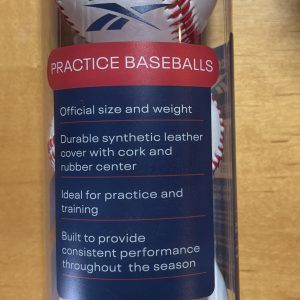 PRACTICE BASEBALLS
Official size and weight
Durable synthetic leather
cover with cork and
rubber center
Ideal for practice and
training
Built to provide
consistent performance
throughout the season